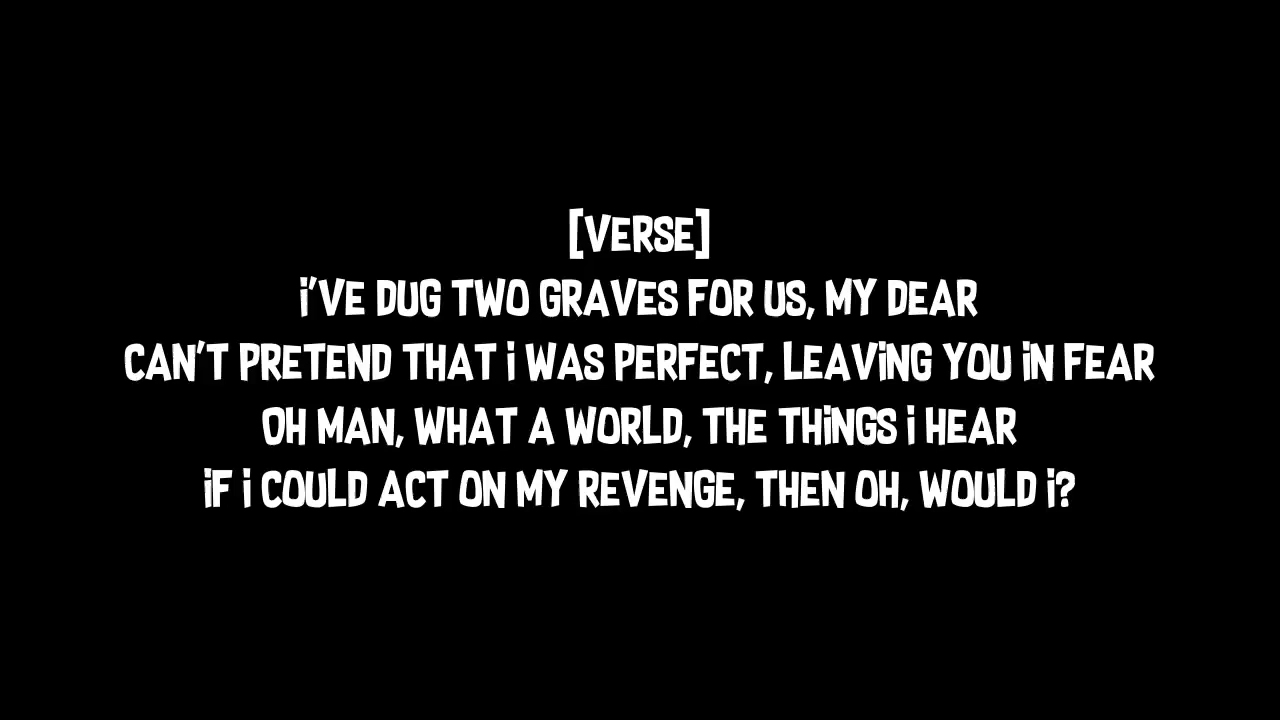 [VERSE]
i'VE DUG TWO GRAVES FOR US, MY DEAR
CAN'T PRETEND THAT i WAS PERFECT, LEAViNG YOU iN FEAR
OH MAN, WHAT A WORLD, THE THiNGS i HEAR
iF i COULD ACT ON MY REVENGE, THEN OH, WOULD i?